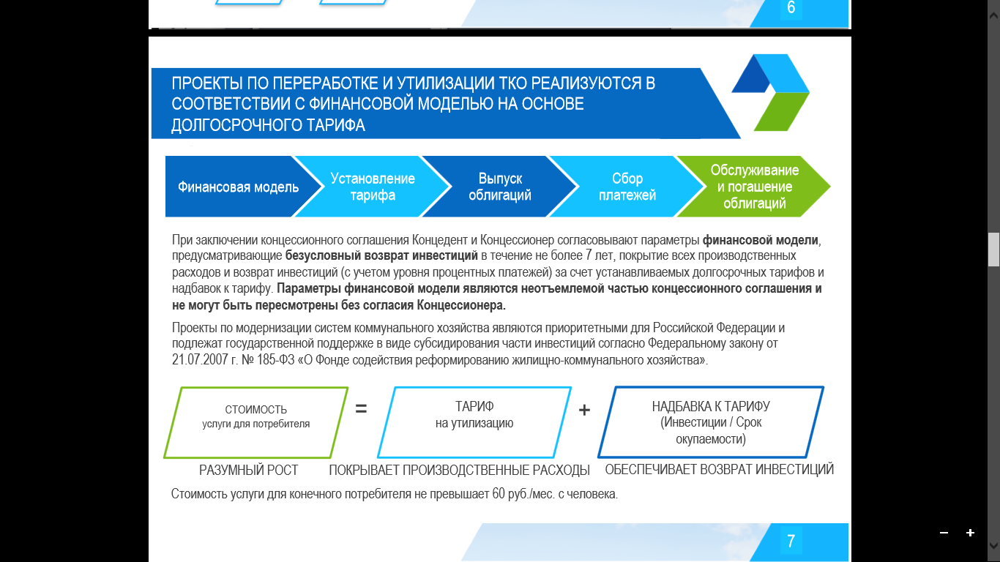 6
ПРОЕКТЫ ПО ПЕРЕРАБОТКЕ И УТИЛИЗАЦИИ ТКО РЕАЛИЗУЮТСЯ В
СООТВЕТСТВИИ С ФИНАНСОВОЙ МОДЕЛЬЮ НА ОСНОВЕ
ДОЛГОСРОЧНОГО ТАРИФА
Финансовая модель
Установление
тарифа
Выпуск
облигаций
Сбор
платежей
Обслуживание
и погашение
облигаций
При заключении концессионного соглашения Концедент и Концессионер согласовывают параметры финансовой модели,
предусматривающие безусловный возврат инвестиций в течение не более 7 лет, покрытие всех производственных
расходов и возврат инвестиций (с учетом уровня процентных платежей) за счет устанавливаемых долгосрочных тарифов и
надбавок к тарифу. Параметры финансовой модели являются неотъемлемой частью концессионного соглашения и
не могут быть пересмотрены без согласия Концессионера.
Проекты по модернизации систем коммунального хозяйства являются приоритетными для Российской Федерации и
подлежат государственной поддержке в виде субсидирования части инвестиций согласно Федеральному закону от
21.07.2007 г. № 185-ФЗ «О Фонде содействия реформированию жилищно-коммунального хозяйства».
СТОИМОСТЬ
услуги для потребителя
=
ТАРИФ
на утилизацию
+
НАДБАВКА К ТАРИФУ
(Инвестиции / Срок
окупаемости)
РАЗУМНЫЙ РОСТ
ПОКРЫВАЕТ ПРОИЗВОДСТВЕННЫЕ РАСХОДЫ
ОБЕСПЕЧИВАЕТ ВОЗВРАТ ИНВЕСТИЦИЙ
Стоимость услуги для конечного потребителя не превышает 60 руб./мес. с человека.
7